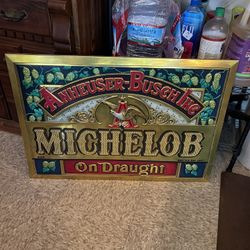 ANHEUSER-BUSCH INC
MICHELOB
On Draught